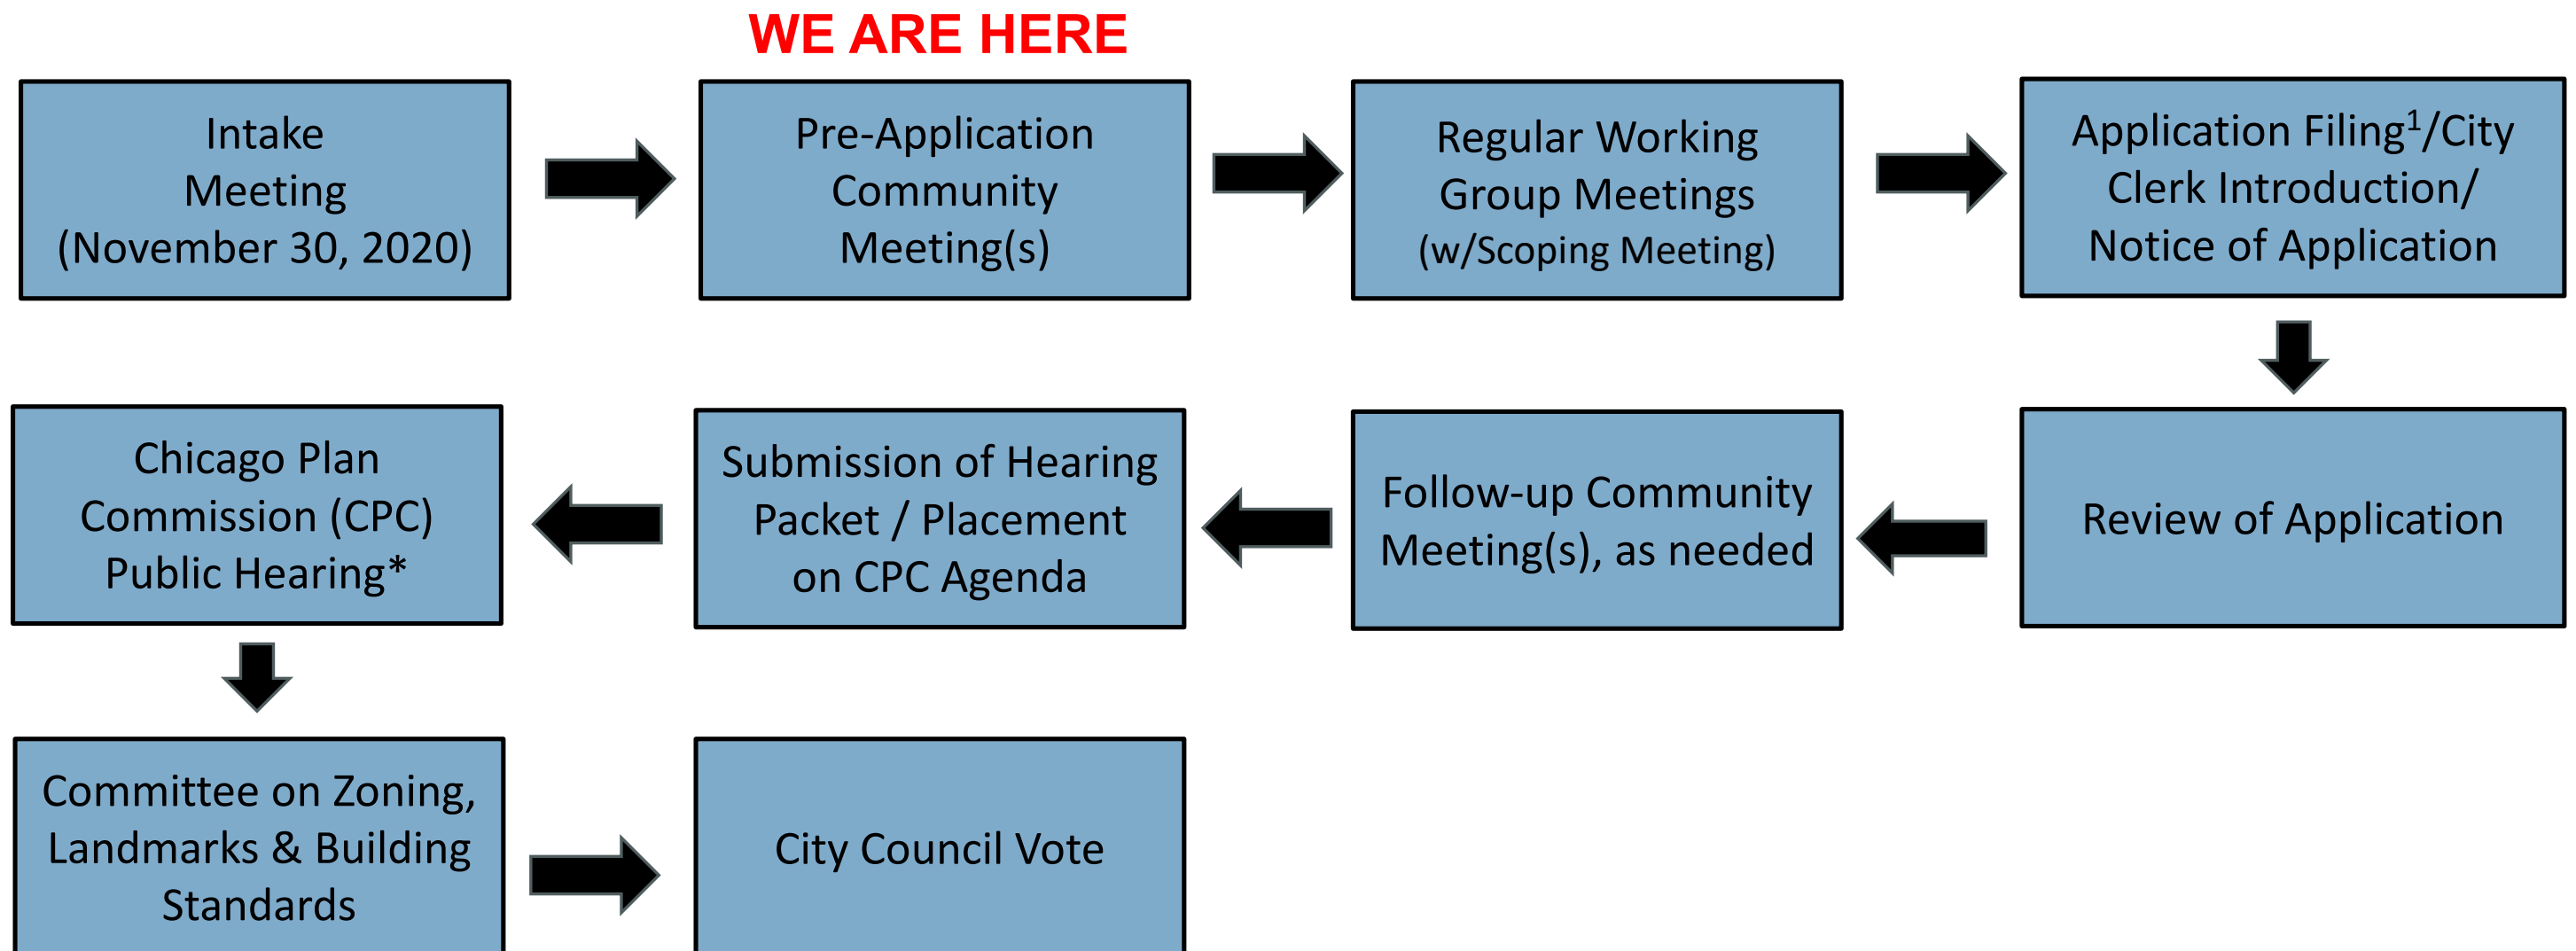 WE ARE HERE
Intake
Meeting
(November 30, 2020)
Pre-Application
Community
Meeting(s)
Regular Working
Group Meetings
(w/Scoping Meeting)
Application Filing¹/City
Clerk Introduction/
Notice of Application
Review of Application
Follow-up Community
Meeting(s), as needed
Submission of Hearing
Packet / Placement
on CPC Agenda
Chicago Plan
Commission (CPC)
Public Hearing*
Committee on Zoning,
Landmarks & Building
Standards
City Council Vote